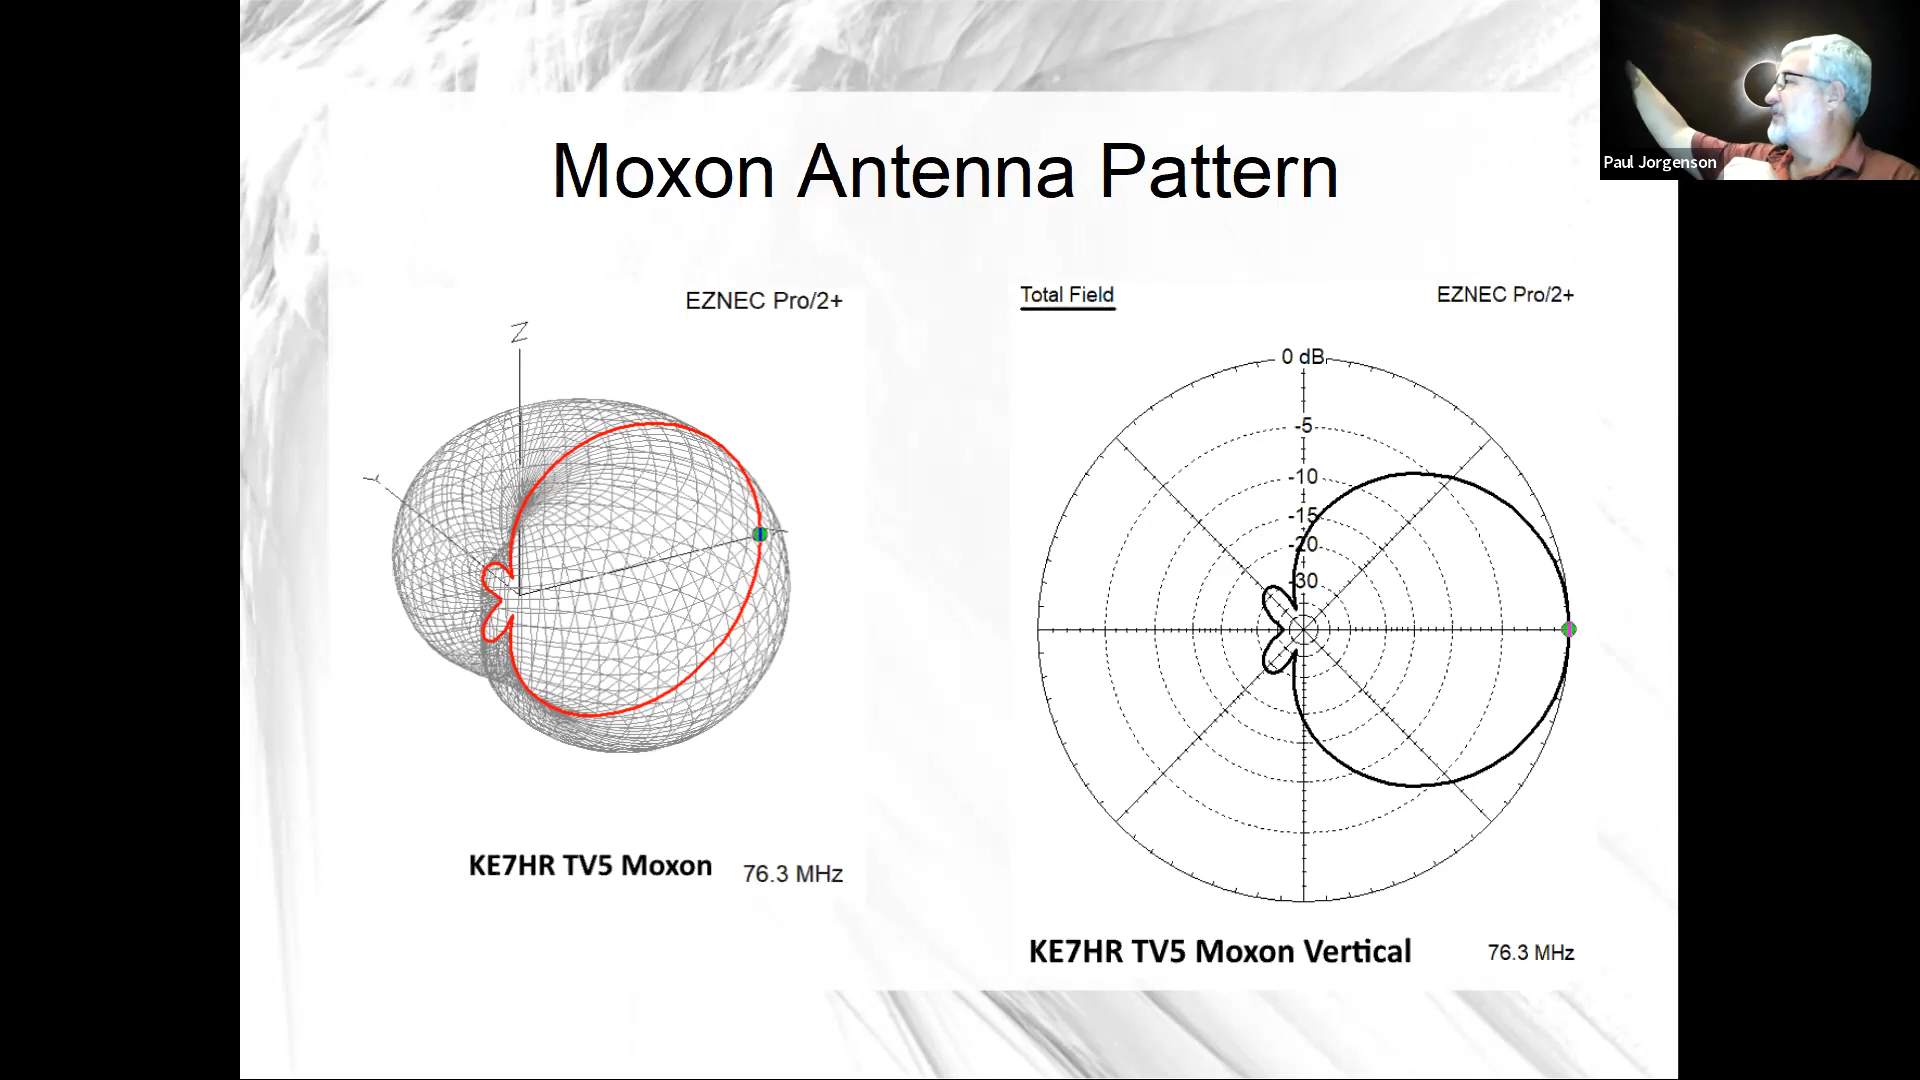 Moxon Antenna Pattern
Paul Jorgenson
EZNEC Pro/2+
Z
Y
KE7HR TV5 Moxon
76.3 MHz
Total Field
EZNEC Pro/2+
0 dB
-5
-10
-15
-20
-30
KE7HR TV5 Moxon Vertical
76.3 MHz